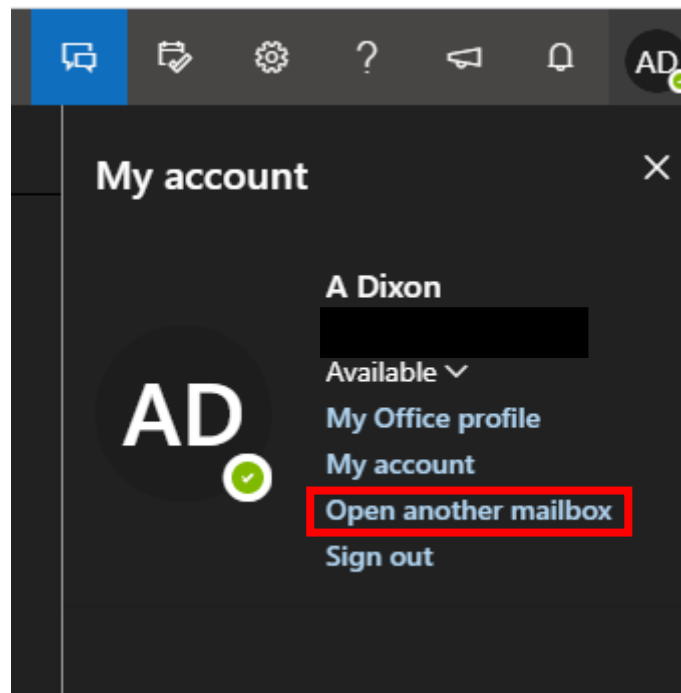 ?
AD
My account
A Dixon
Available
AD
My Office profile
My account
Open another mailbox
Sign out